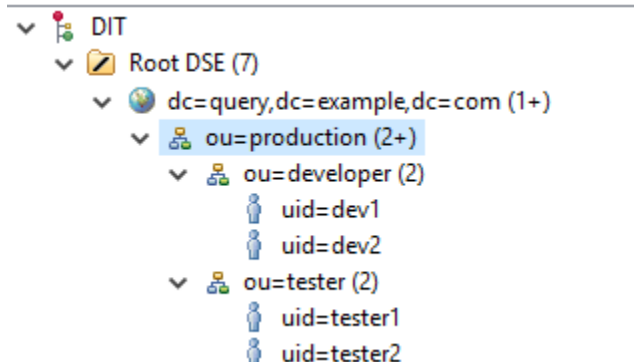 DIT
Root DSE (7)
dc=query,dc=example,dc=com (1+)
ou=production (2+)
ou=developer (2)
uid=dev1
uid=dev2
ou=tester (2)
uid=tester1
uid=tester2